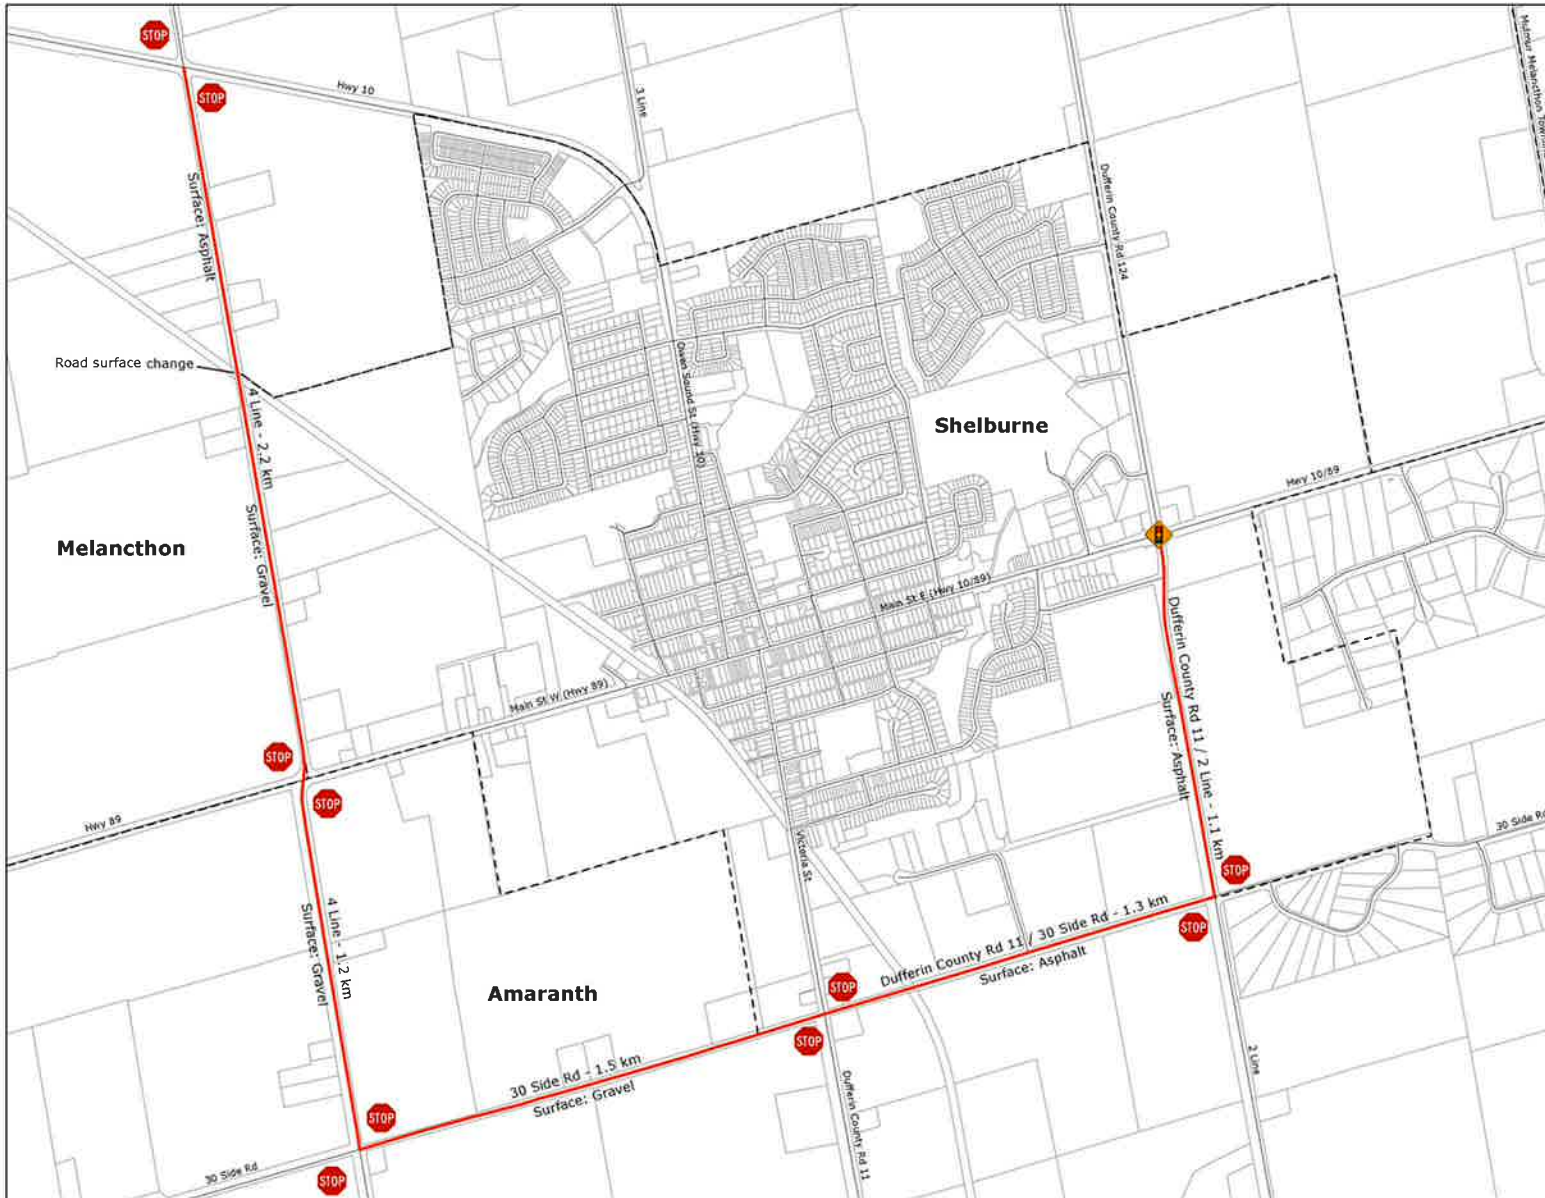 STOP
STOP
Hwy 10
3 Line
Mulmur Melancthon Townline
Surface: Asphalt
Dufferin County Rd 124
Road surface change
Owen Sound St (Hwy 10)
4 Line - 2.2 km
Shelburne
Hwy 10/89
Surface: Gravel
Melancthon
Main St E (Hwy 10/89)
Dufferin County Rd 11 / 2 Line - 1.1 km
Surface: Asphalt
Main St W (Hwy 89)
STOP
STOP
Hwy 89
30 Side Rd
Victoria St
STOP
STOP
4 Line - 1.2 km
Surface: Gravel
Dufferin County Rd 11 / 30 Side Rd - 1.3 km
Surface: Asphalt
Amaranth
STOP
STOP
30 Side Rd - 1.5 km
Surface: Gravel
2 Line
Dufferin County Rd 11
STOP
30 Side Rd
STOP